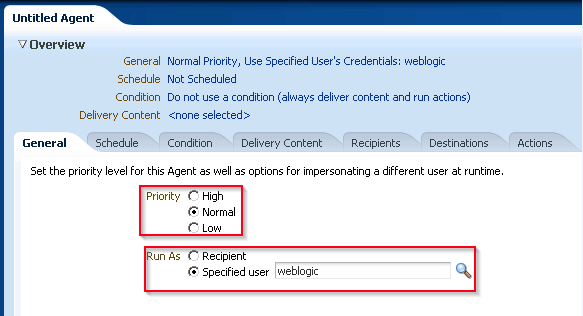 Untitled Agent
Overview
General Normal Priority, Use Specified User's Credentials: weblogic
Schedule Not Scheduled
Condition Do not use a condition (always deliver content and run actions)
Delivery Content <none selected>
General Schedule Condition Delivery Content Recipients Destinations Actions
Set the priority level for this Agent as well as options for impersonating a different user at runtime.
Priority High
Normal
Low
Run As Recipient
Specified user weblogic